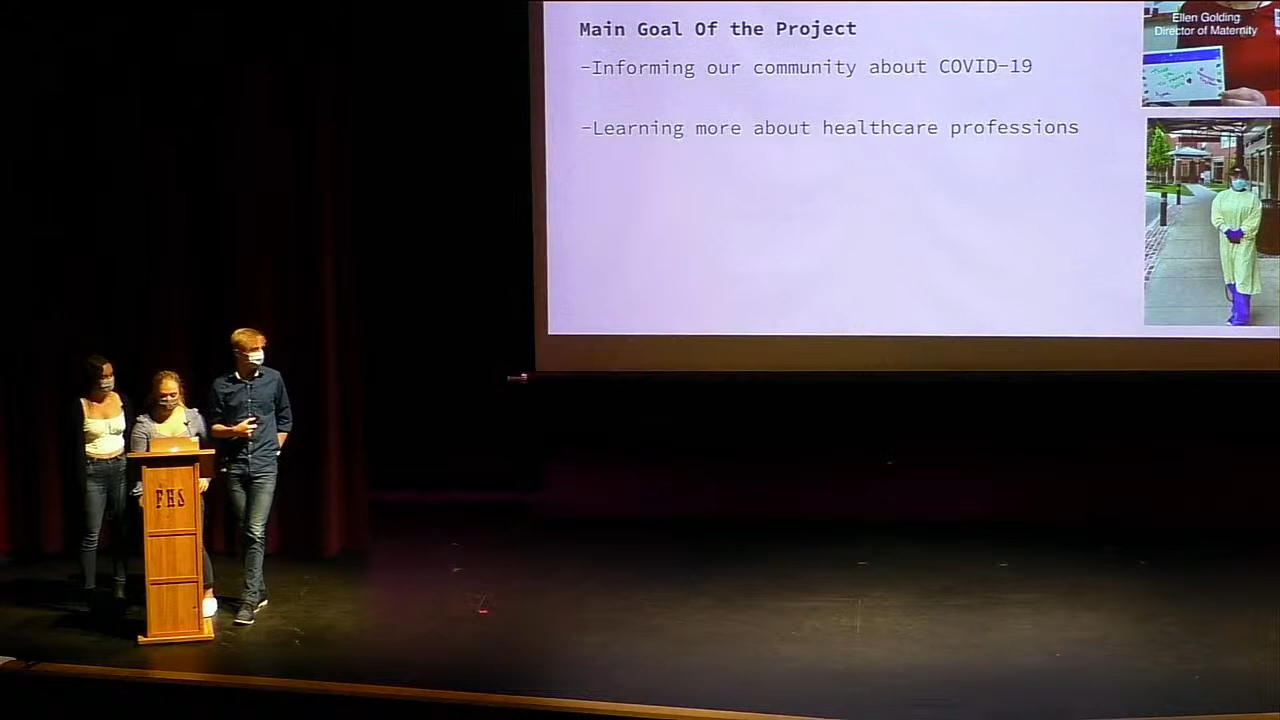 Main Goal Of the Project
-Informing our community about COVID-19
-Learning more about healthcare professions
Ellen Golding
Director of Maternity
FHS